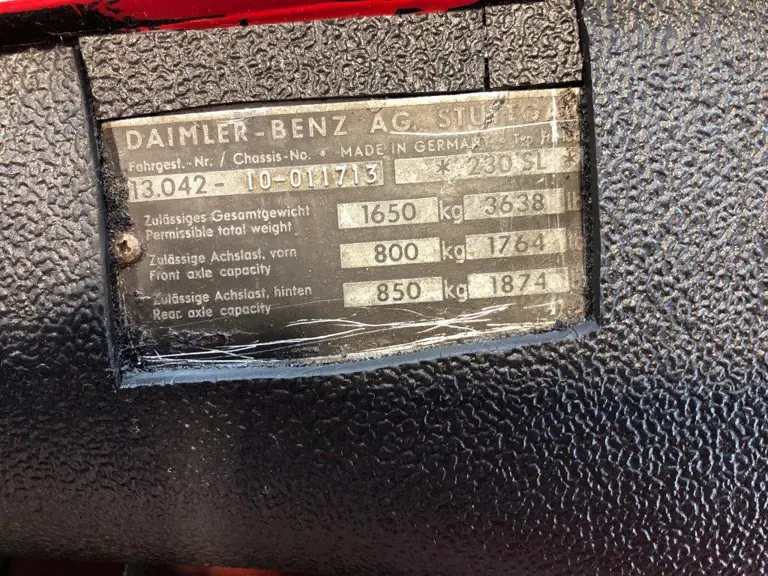 DAIMLER-BENZ AG. STUTTGA
Fahrgest.-Nr. / Chassis-No. * MADE IN GERMANY *
13.042- 10-011713 * 230 SL *
Zulässiges Gesamtgewicht 1650 kg 3638
Permissible total weight
Zulässige Achslast, vorn 800 kg 1764
Front axle capacity
Zulässige Achslast, hinten 850 kg 1874
Rear axle capacity